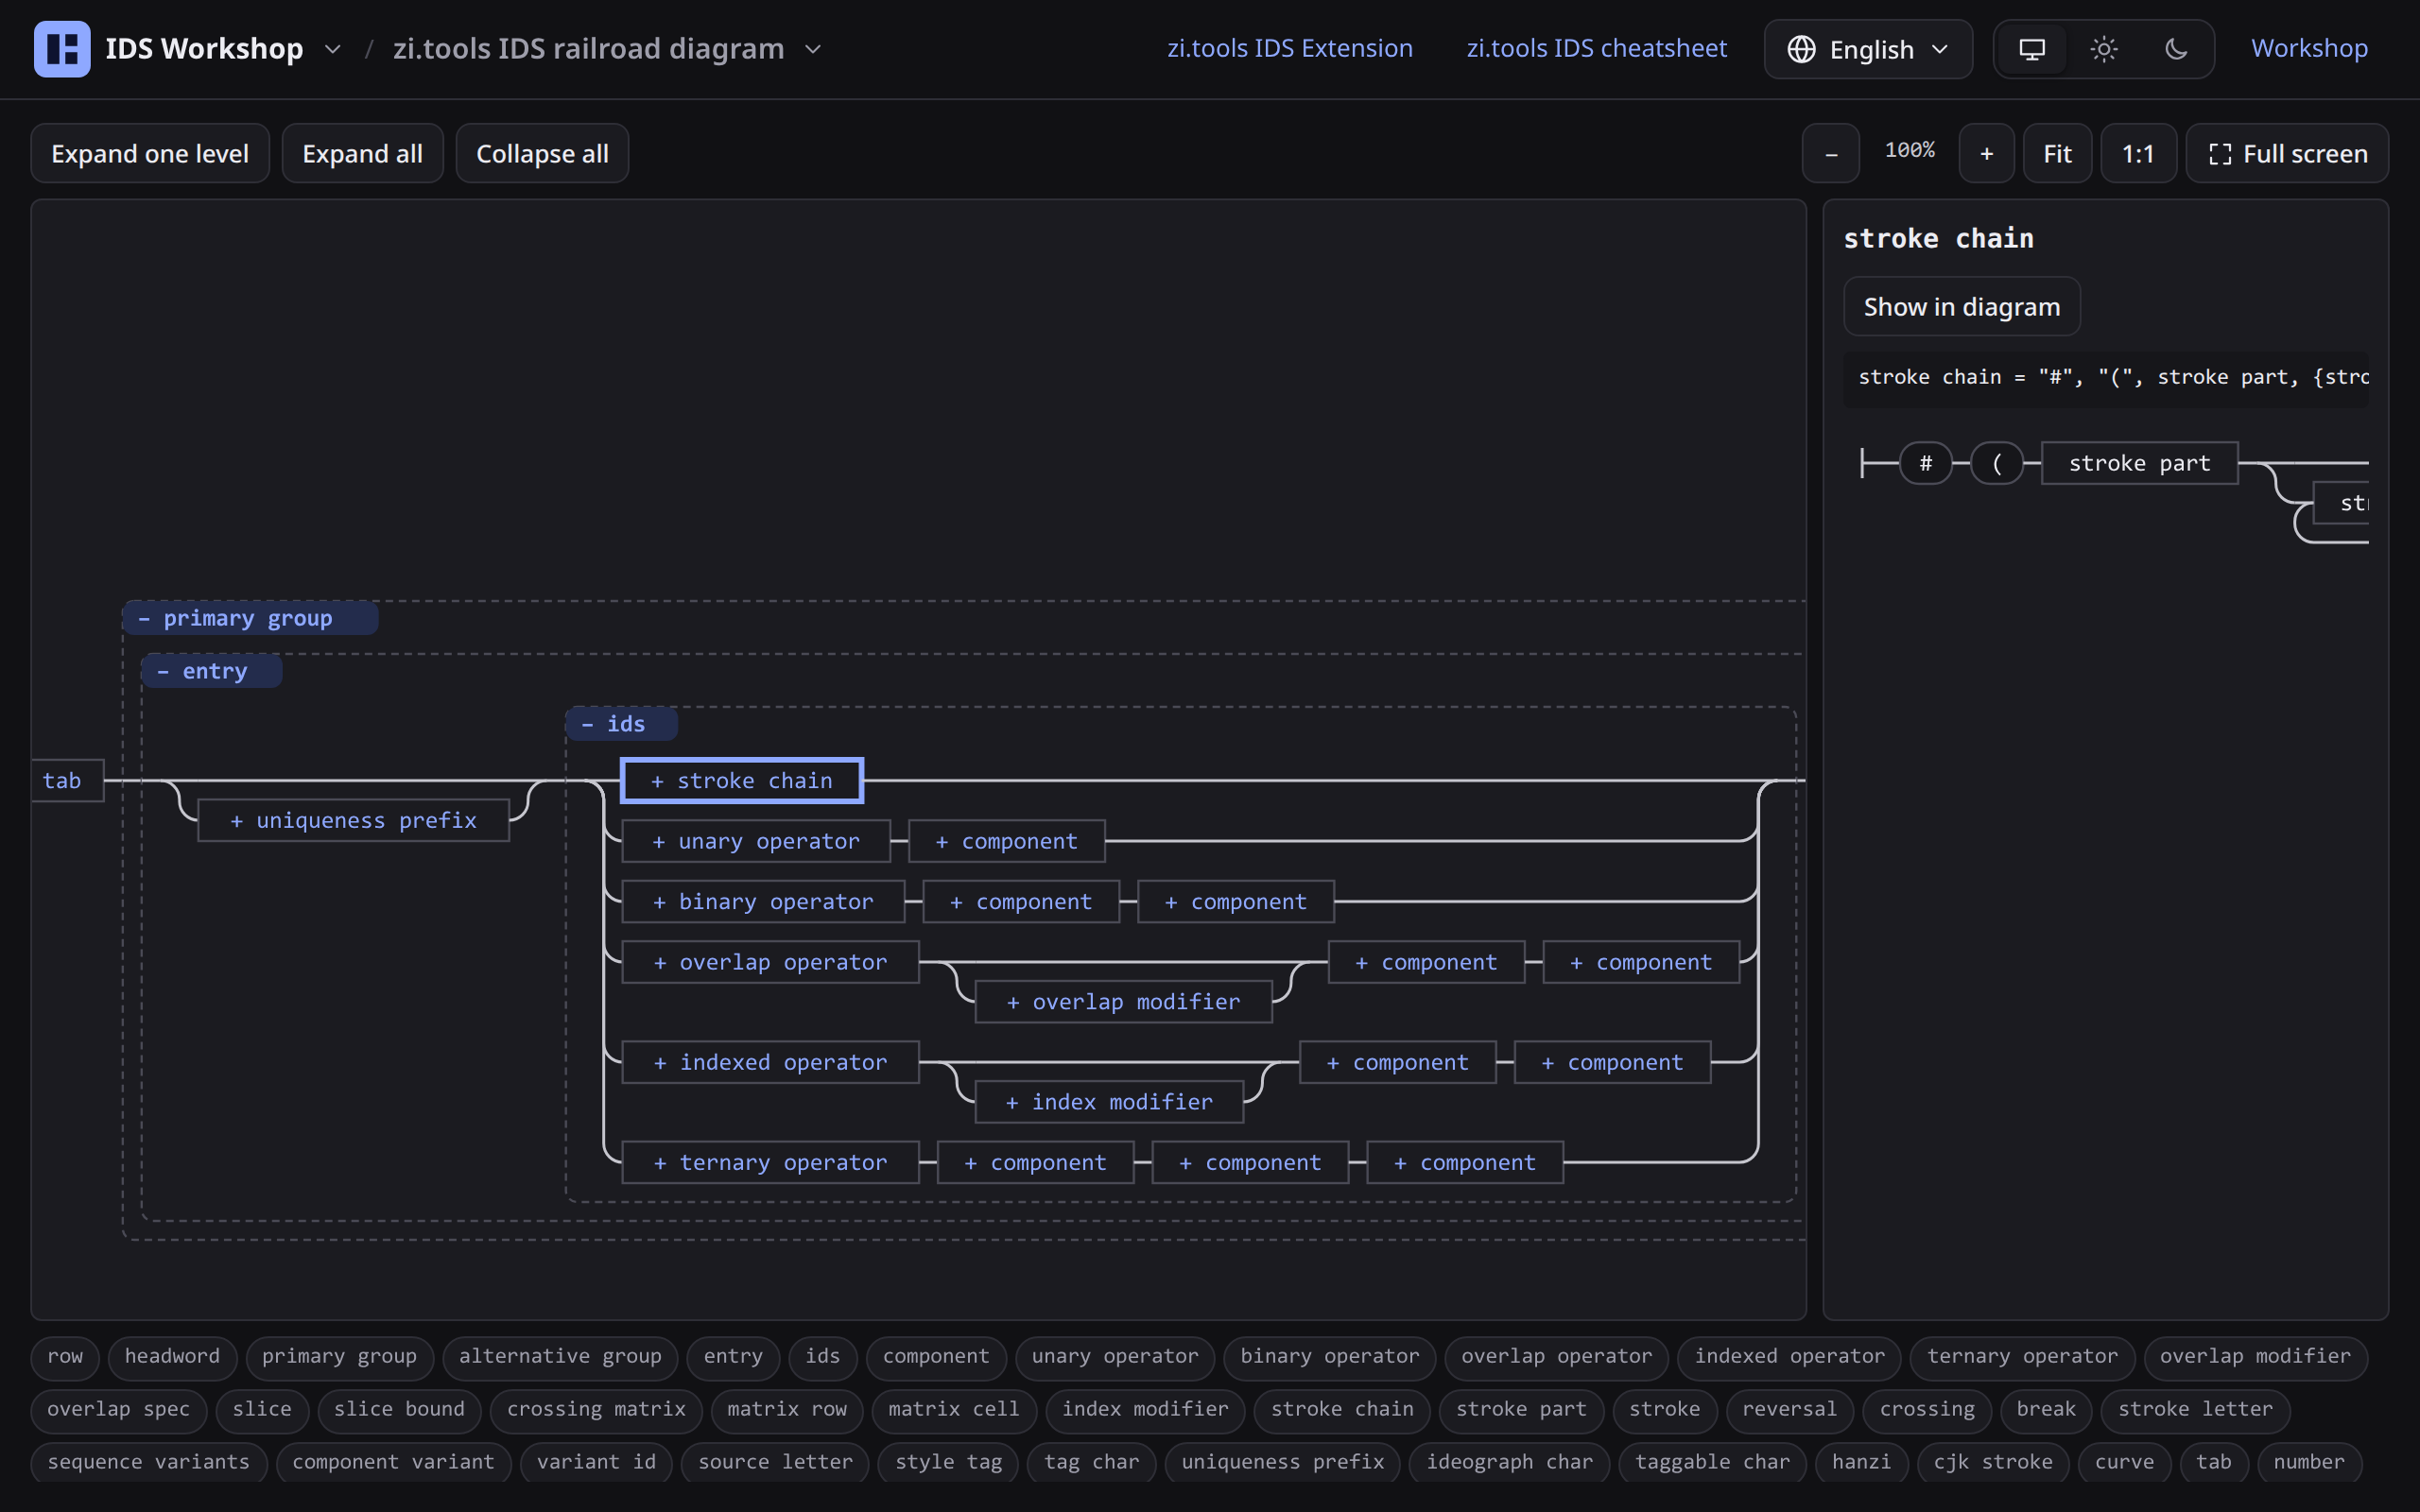 IDS Workshop / zi.tools IDS railroad diagram
zi.tools IDS Extension
zi.tools IDS cheatsheet
English
Workshop
Expand one level
Expand all
Collapse all
–
100%
+
Fit
1:1
Full screen
– primary group
– entry
– ids
tab
+ uniqueness prefix
+ stroke chain
+ unary operator + component
+ binary operator + component + component
+ overlap operator + component + component
+ overlap modifier
+ indexed operator + component + component
+ index modifier
+ ternary operator + component + component + component
stroke chain
Show in diagram
stroke chain = "#", "(", stroke part, {stro
# ( stroke part
str
row headword primary group alternative group entry ids component unary operator binary operator overlap operator indexed operator ternary operator overlap modifier
overlap spec slice slice bound crossing matrix matrix row matrix cell index modifier stroke chain stroke part stroke reversal crossing break stroke letter
sequence variants component variant variant id source letter style tag tag char uniqueness prefix ideograph char taggable char hanzi cjk stroke curve tab number